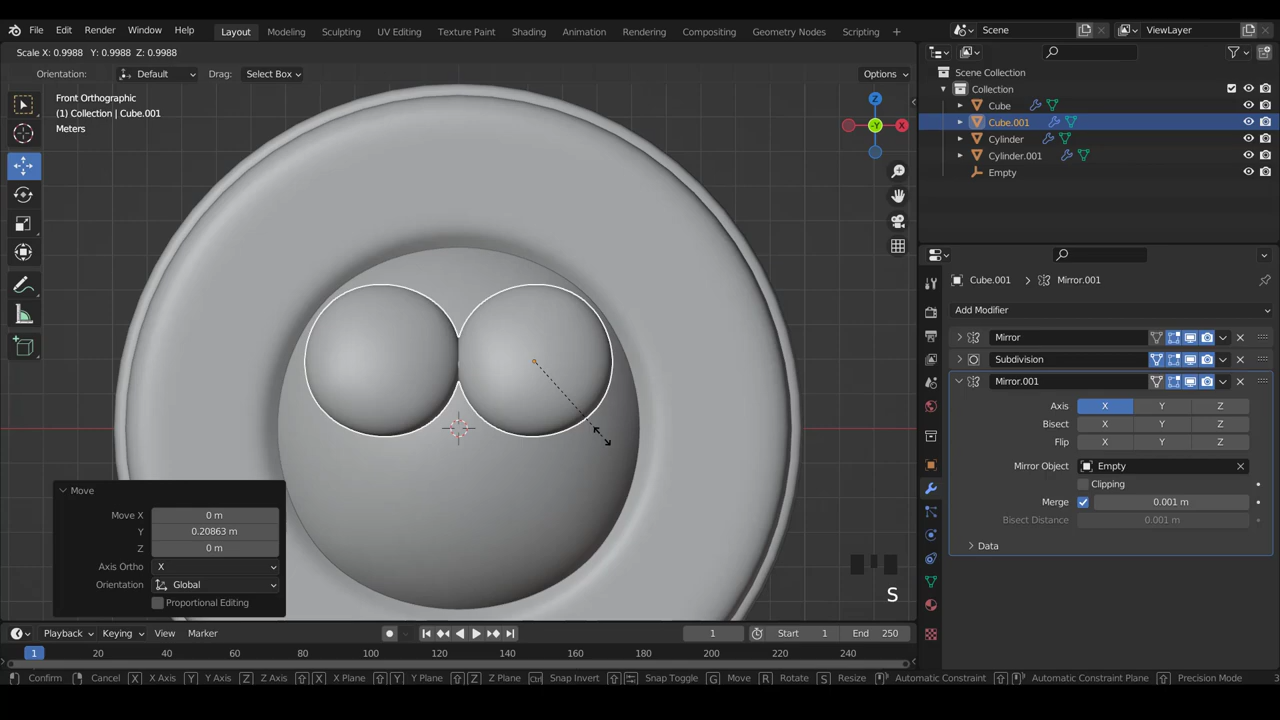 File Edit Render Window Help Layout Modeling Sculpting UV Editing Texture Paint Shading Animation Rendering Compositing Geometry Nodes Scripting Scene ViewLayer
Scale X: 0.9988 Y: 0.9988 Z: 0.9988
Orientation: Default Drag: Select Box Options
Scene Collection
Collection
Cube
Cube.001
Cylinder
Cylinder.001
Empty
Front Orthographic
(1) Collection | Cube.001
Meters
Z
-Y
X
Cube.001 Mirror.001
Add Modifier
Mirror
Subdivision
Mirror.001
Axis X Y Z
Bisect X Y Z
Flip X Y Z
Mirror Object Empty
Clipping
Merge 0.001 m
Bisect Distance 0.001 m
Data
Move
Move X 0 m
Y 0.20863 m
Z 0 m
Axis Ortho X
Orientation Global
Proportional Editing
S
Playback Keying View Marker 1 Start 1 End 250
1 20 40 60 80 100 120 140 160 180 200 220 240
Confirm Cancel X X Axis Y Y Axis Z Z Axis X X Plane Y Y Plane Z Z Plane Ctrl Snap Invert Snap Toggle G Move R Rotate S Resize Automatic Constraint Automatic Constraint Plane Precision Mode 3